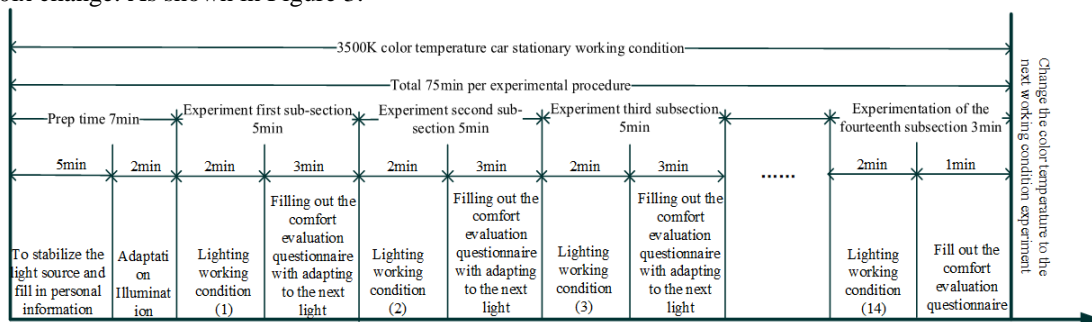 3500K color temperature car stationary working condition
Total 75min per experimental procedure
Prep time 7min
Experiment first sub-section
5min
Experiment second sub-
section 5min
Experiment third subsection
5min
Experimentation of the
fourteenth subsection 3min
5min
2min
2min
3min
2min
3min
2min
3min
......
2min
1min
To stabilize the
light source and
fill in personal
information
Adaptati
on
Illuminat
ion
Lighting
working
condition
(1)
Filling out the
comfort
evaluation
questionnaire
with adapting
to the next
light
Lighting
working
condition
(2)
Filling out the
comfort
evaluation
questionnaire
with adapting
to the next
light
Lighting
working
condition
(3)
Filling out the
comfort
evaluation
questionnaire
with adapting
to the next
light
Lighting
working
condition
(14)
Fill out the
comfort
evaluation
questionnaire
Change the color temperature to the
next working condition experiment